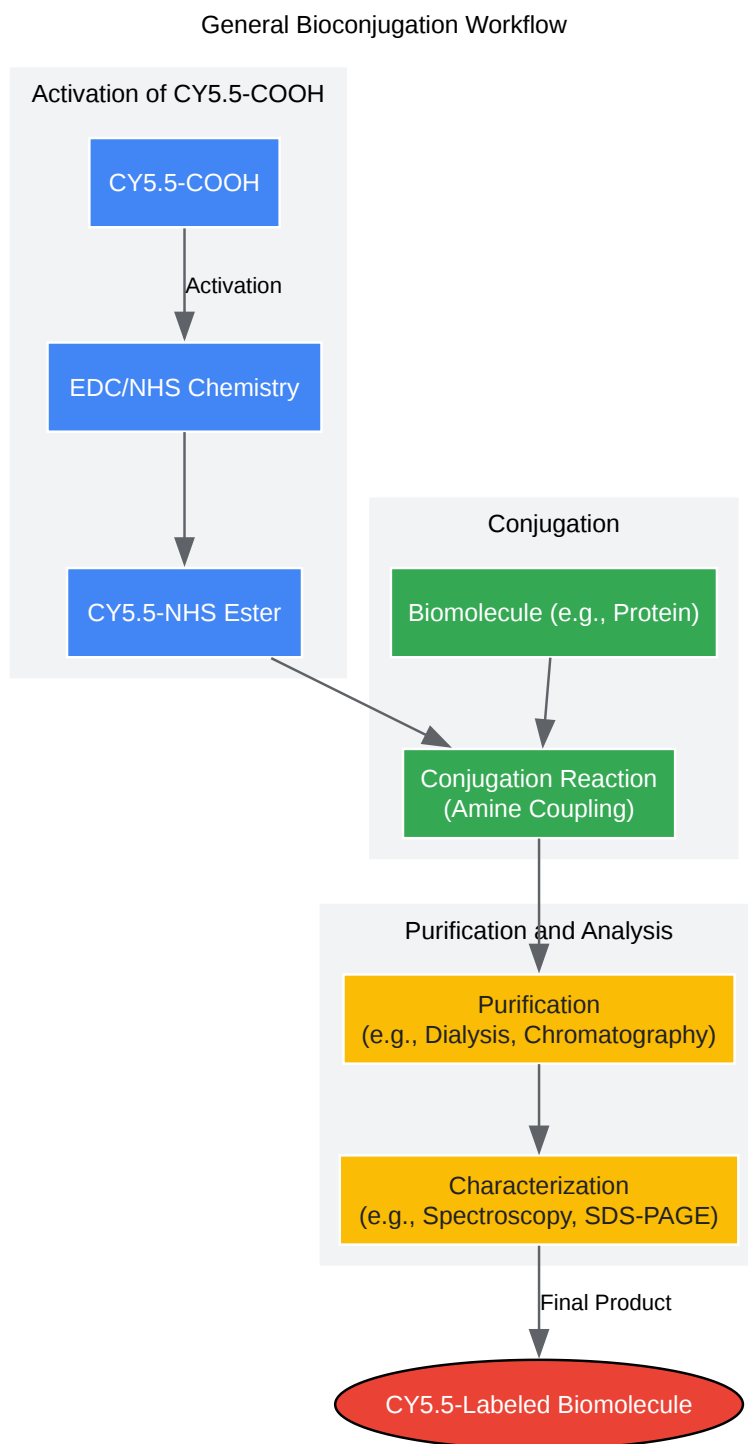 General Bioconjugation Workflow
Activation of CY5.5-COOH
CY5.5-COOH
Activation
EDC/NHS Chemistry
CY5.5-NHS Ester
Conjugation
Biomolecule (e.g., Protein)
Conjugation Reaction
(Amine Coupling)
Purification and Analysis
Purification
(e.g., Dialysis, Chromatography)
Characterization
(e.g., Spectroscopy, SDS-PAGE)
Final Product
CY5.5-Labeled Biomolecule